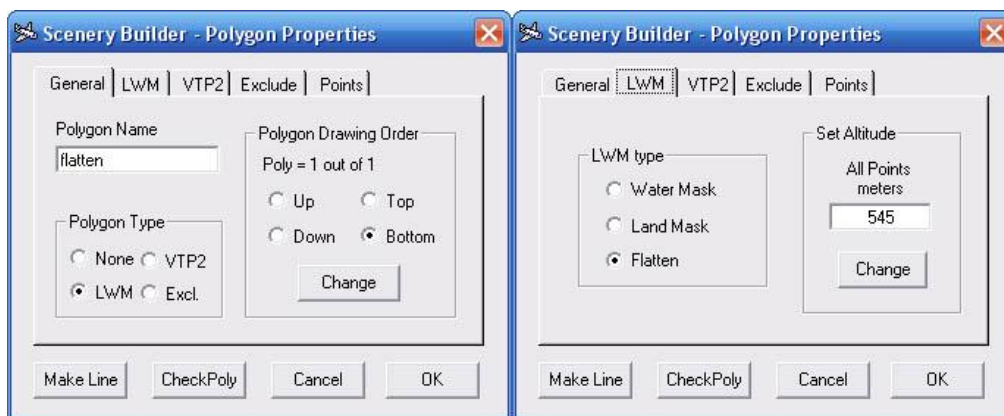 Scenery Builder - Polygon Properties
General LWM VTP2 Exclude Points
Polygon Name
flatten
Polygon Type
None VTP2
LWM Excl.
Polygon Drawing Order
Poly = 1 out of 1
Up Top
Down Bottom
Change
Make Line CheckPoly Cancel OK
Scenery Builder - Polygon Properties
General LWM VTP2 Exclude Points
LWM type
Water Mask
Land Mask
Flatten
Set Altitude
All Points
meters
545
Change
Make Line CheckPoly Cancel OK